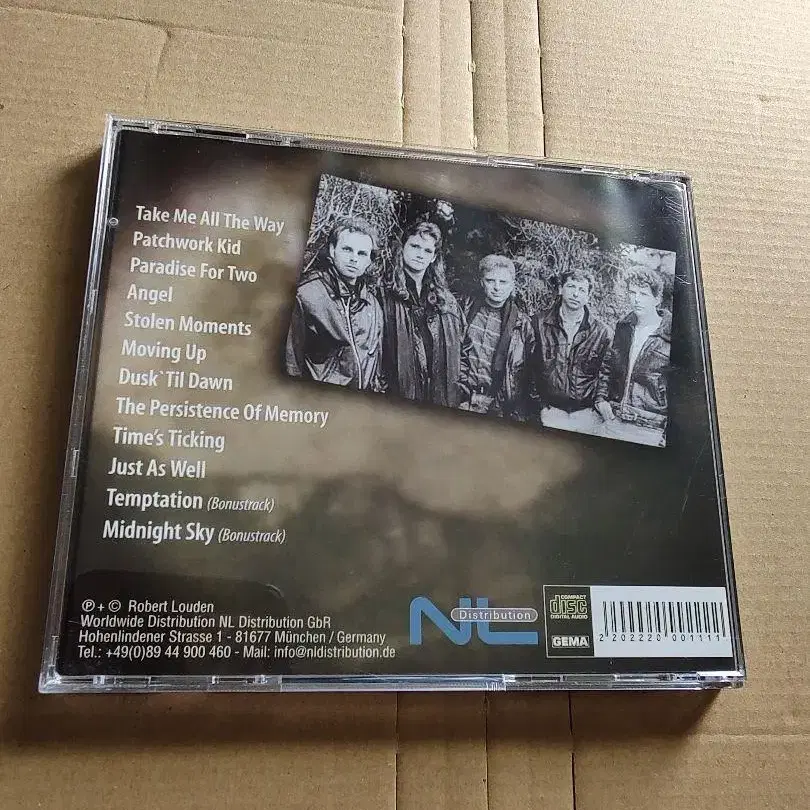 Take Me All The Way
Patchwork Kid
Paradise For Two
Angel
Stolen Moments
Moving Up
Dusk`Til Dawn
The Persistence Of Memory
Time's Ticking
Just As Well
Temptation (Bonustrack)
Midnight Sky (Bonustrack)
℗ + © Robert Louden
Worldwide Distribution NL Distribution GbR
Hohenlindener Strasse 1 - 81677 München / Germany
Tel.: +49(0)89 44 900 460 - Mail: info@nldistribution.de
NL Distribution
COMPACT
disc
DIGITAL AUDIO
GEMA
2 202220 001111